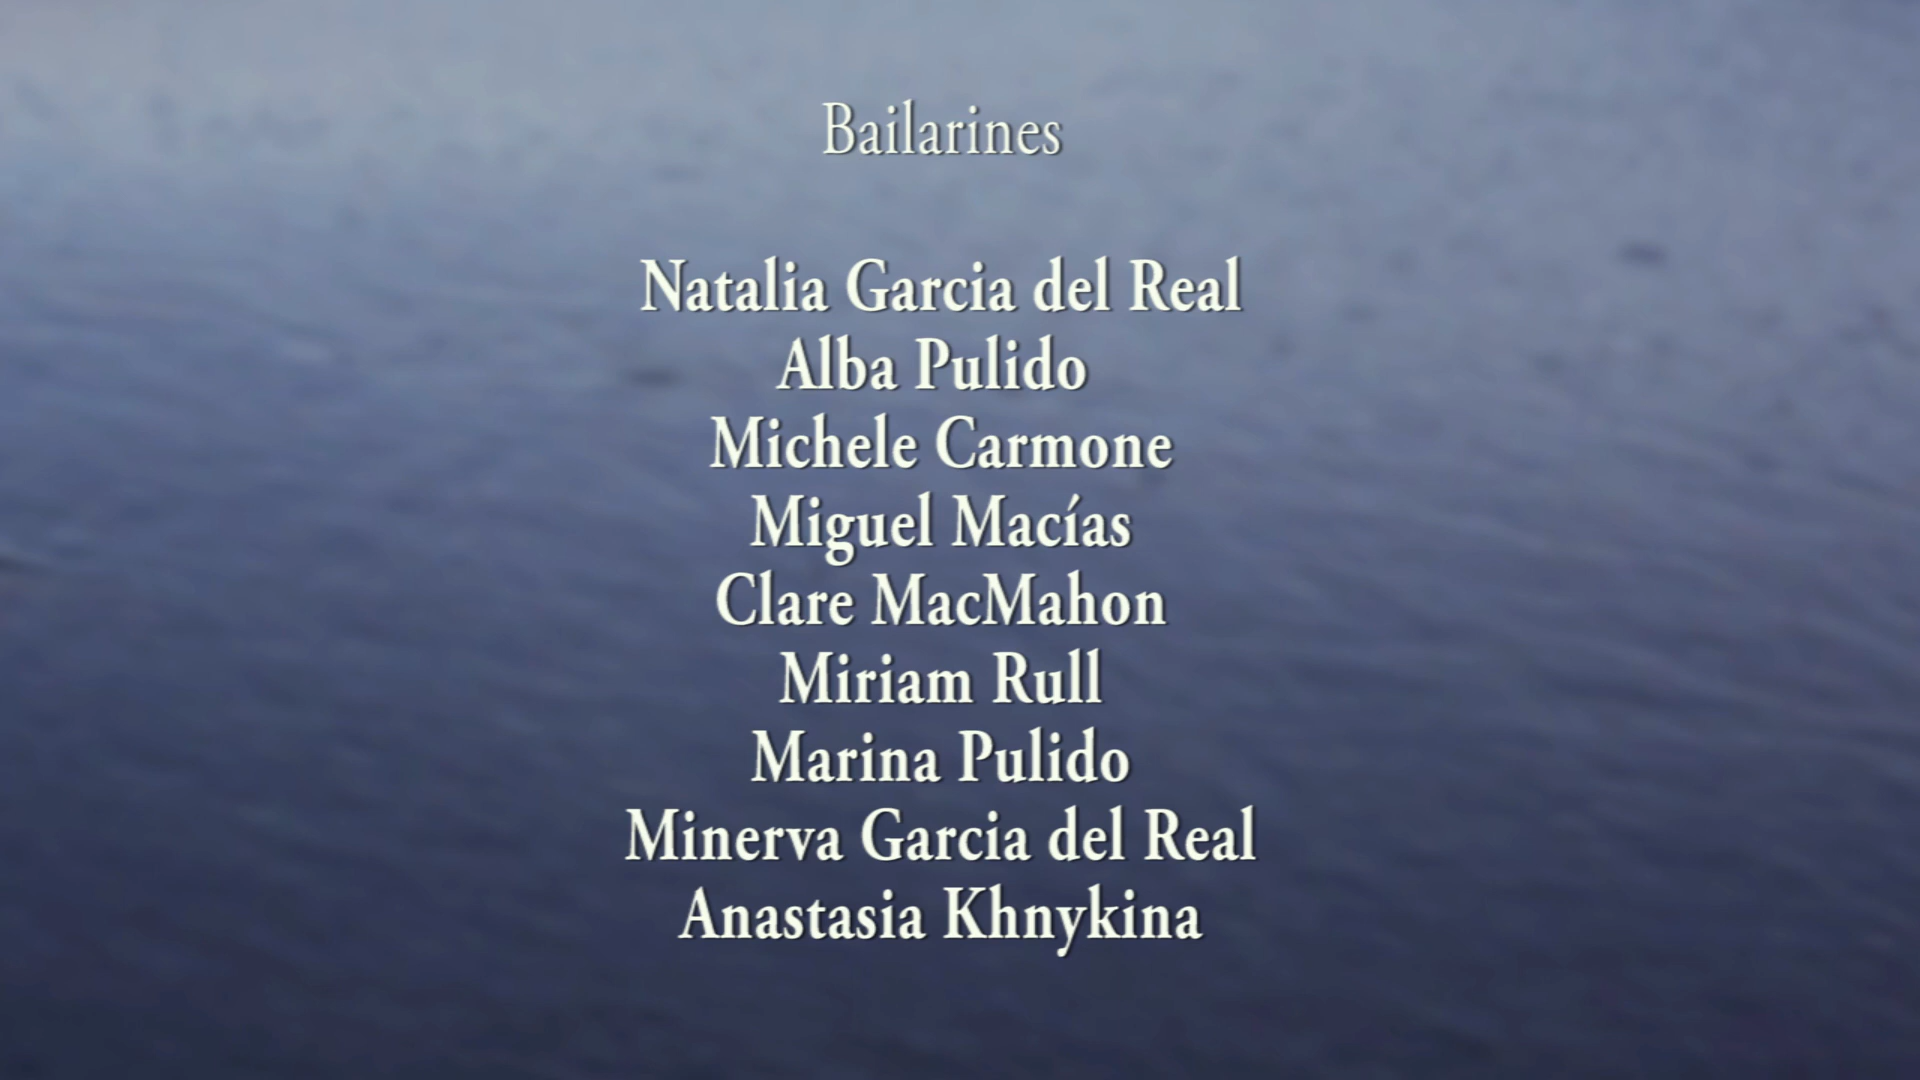 Bailarines
Natalia Garcia del Real
Alba Pulido
Michele Carmone
Miguel Macías
Clare MacMahon
Miriam Rull
Marina Pulido
Minerva Garcia del Real
Anastasia Khnykina